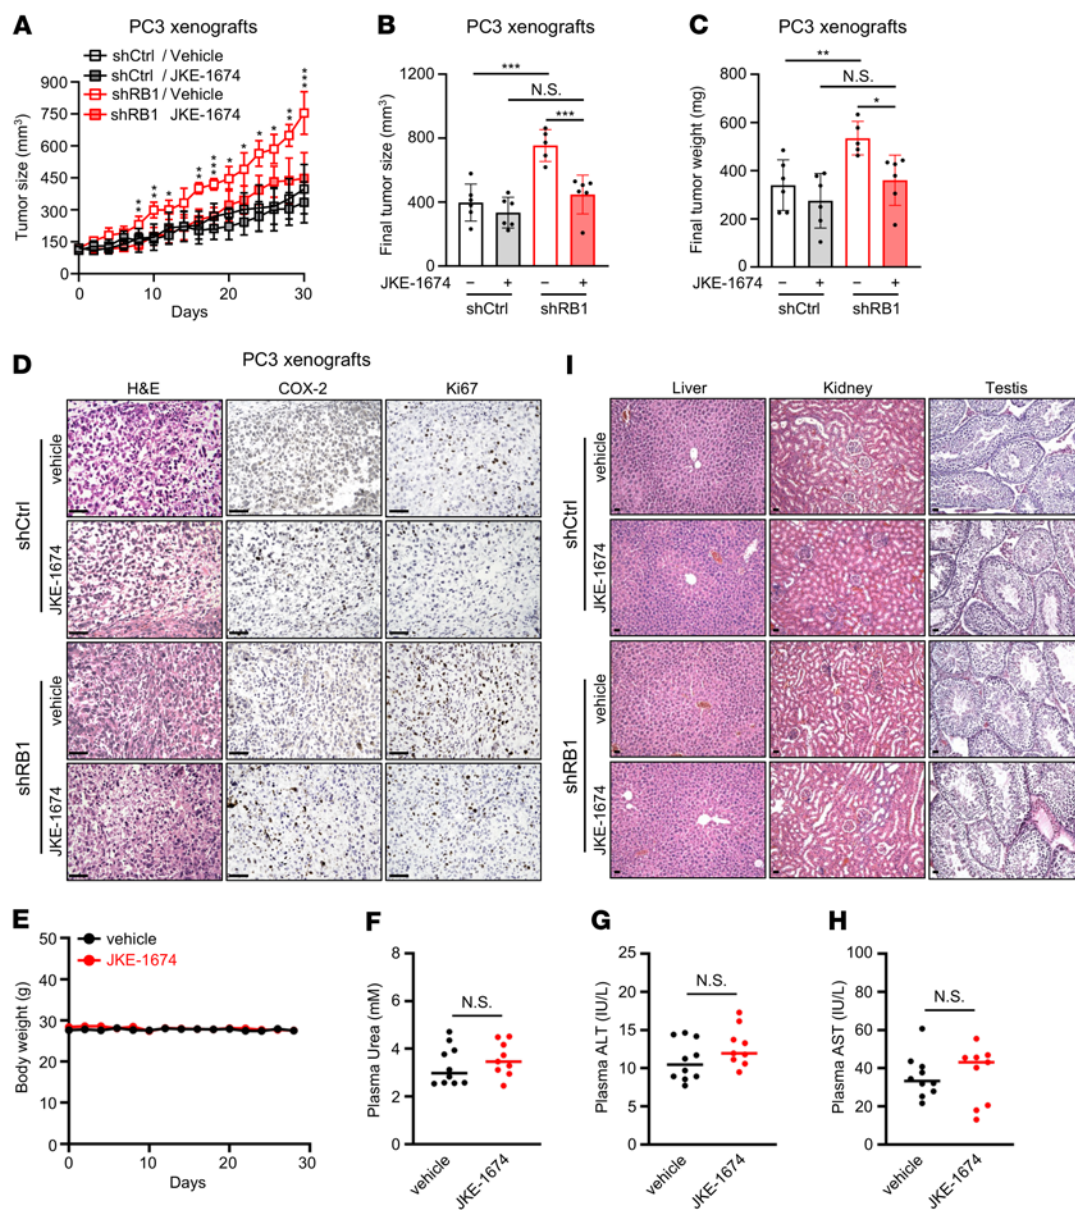 A
PC3 xenografts
shCtrl / Vehicle
shCtrl / JKE-1674
shRB1 / Vehicle
shRB1 JKE-1674
Tumor size (mm³)
900
750
600
450
300
150
0
** ** * ** ** * * * * ** ***
0 10 20 30
Days
B
PC3 xenografts
Final tumor size (mm³)
1200
800
400
0
***
N.S.
***
JKE-1674 – + – +
shCtrl shRB1
C
PC3 xenografts
Final tumor weight (mg)
800
600
400
200
0
**
N.S.
*
JKE-1674 – + – +
shCtrl shRB1
D
PC3 xenografts
H&E COX-2 Ki67
shCtrl
vehicle
JKE-1674
shRB1
vehicle
JKE-1674
I
Liver Kidney Testis
shCtrl
vehicle
JKE-1674
shRB1
vehicle
JKE-1674
E
vehicle
JKE-1674
Body weight (g)
50
40
30
20
10
0
0 10 20 30
Days
F
Plasma Urea (mM)
8
6
4
2
0
N.S.
vehicle JKE-1674
G
Plasma ALT (IU/L)
25
20
15
10
5
0
N.S.
vehicle JKE-1674
H
Plasma AST (IU/L)
100
80
60
40
20
0
N.S.
vehicle JKE-1674